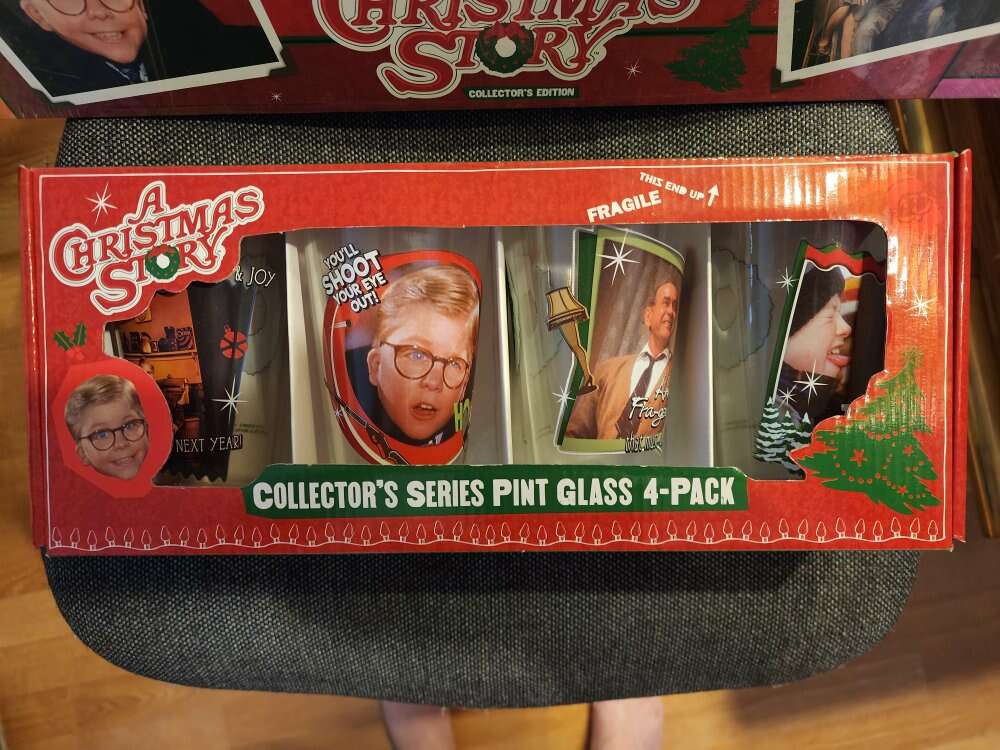 CHRISTMAS
STORY
COLLECTOR'S EDITION
A
CHRISTMAS
STORY
FRAGILE
THIS END UP
& JOY
NEXT YEAR!
YOU'LL
SHOOT
YOUR EYE
OUT!
COLLECTOR'S SERIES PINT GLASS 4-PACK